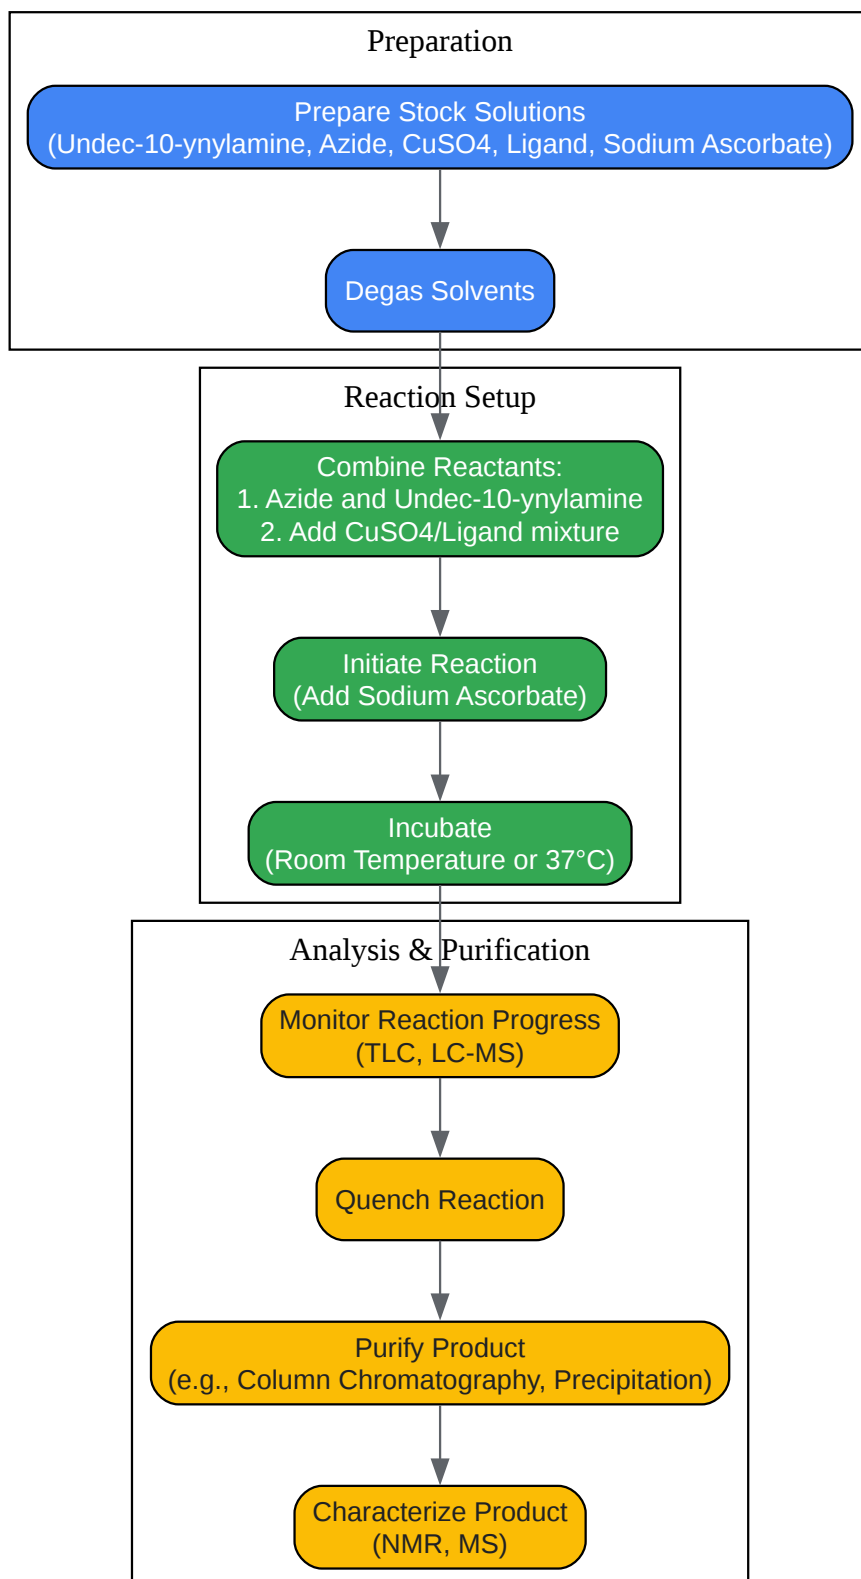 Preparation
Prepare Stock Solutions
(Undec-10-ynylamine, Azide, CuSO4, Ligand, Sodium Ascorbate)
Degas Solvents
Reaction Setup
Combine Reactants:
1. Azide and Undec-10-ynylamine
2. Add CuSO4/Ligand mixture
Initiate Reaction
(Add Sodium Ascorbate)
Incubate
(Room Temperature or 37°C)
Analysis & Purification
Monitor Reaction Progress
(TLC, LC-MS)
Quench Reaction
Purify Product
(e.g., Column Chromatography, Precipitation)
Characterize Product
(NMR, MS)